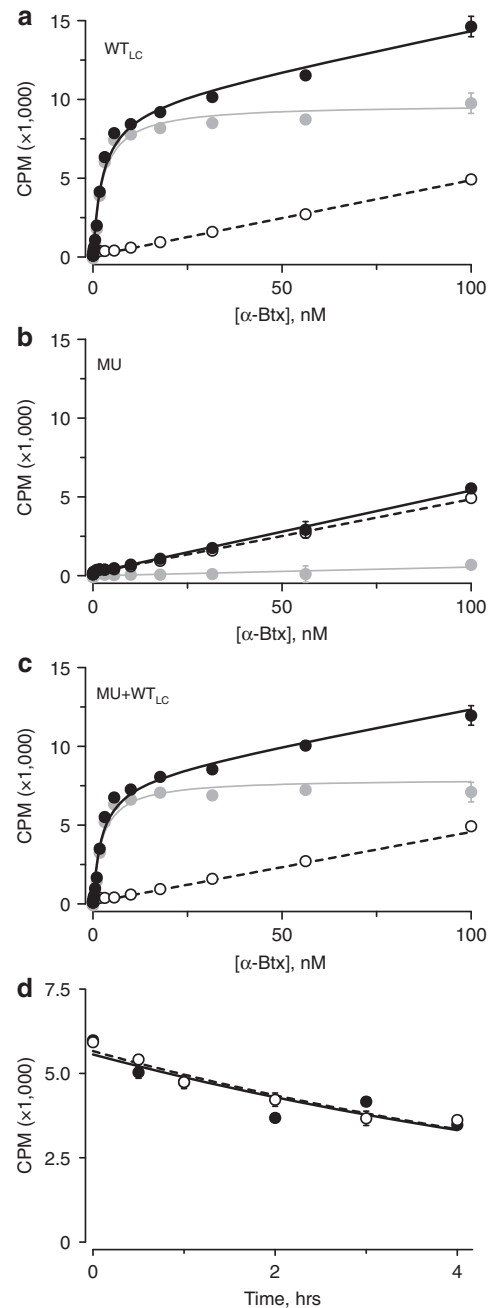 a
WT_LC
15
10
5
0
CPM (×1,000)
0
50
100
[α-Btx], nM
b
MU
15
10
5
0
CPM (×1,000)
0
50
100
[α-Btx], nM
c
MU+WT_LC
15
10
5
0
CPM (×1,000)
0
50
100
[α-Btx], nM
d
7.5
5.0
2.5
0
CPM (×1,000)
0
2
4
Time, hrs